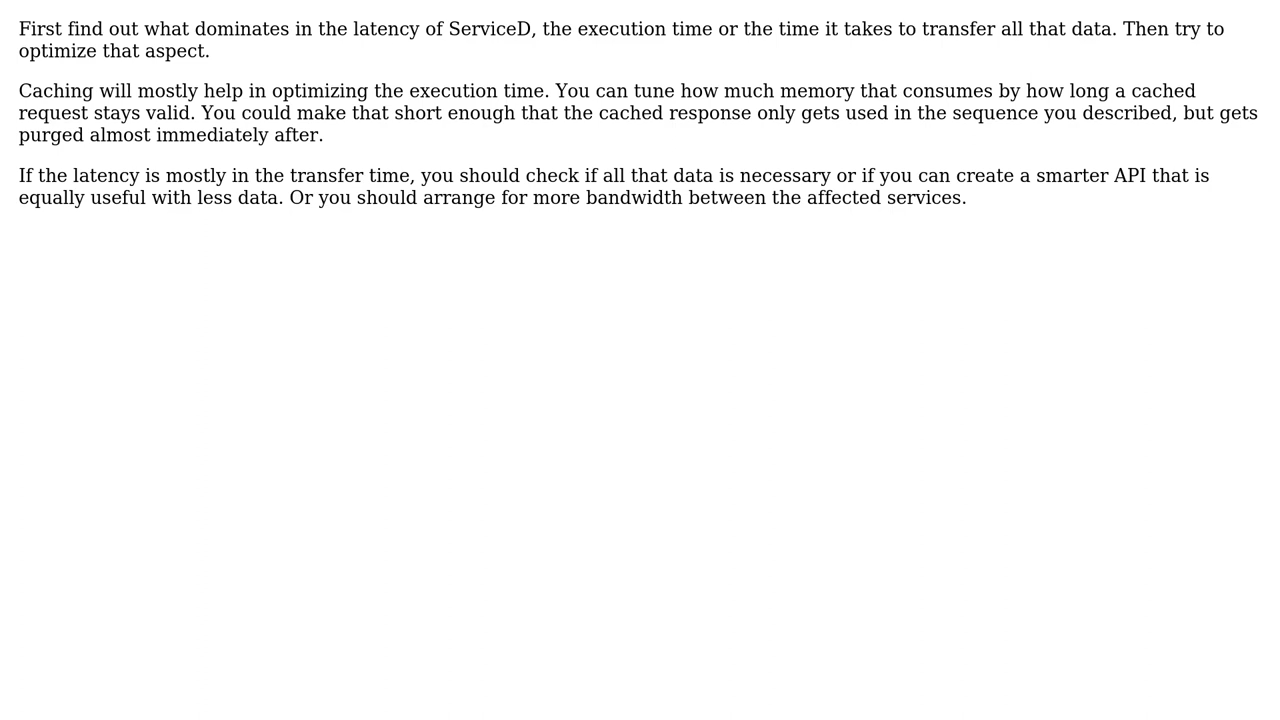 First find out what dominates in the latency of ServiceD, the execution time or the time it takes to transfer all that data. Then try to
optimize that aspect.
Caching will mostly help in optimizing the execution time. You can tune how much memory that consumes by how long a cached
request stays valid. You could make that short enough that the cached response only gets used in the sequence you described, but gets
purged almost immediately after.
If the latency is mostly in the transfer time, you should check if all that data is necessary or if you can create a smarter API that is
equally useful with less data. Or you should arrange for more bandwidth between the affected services.